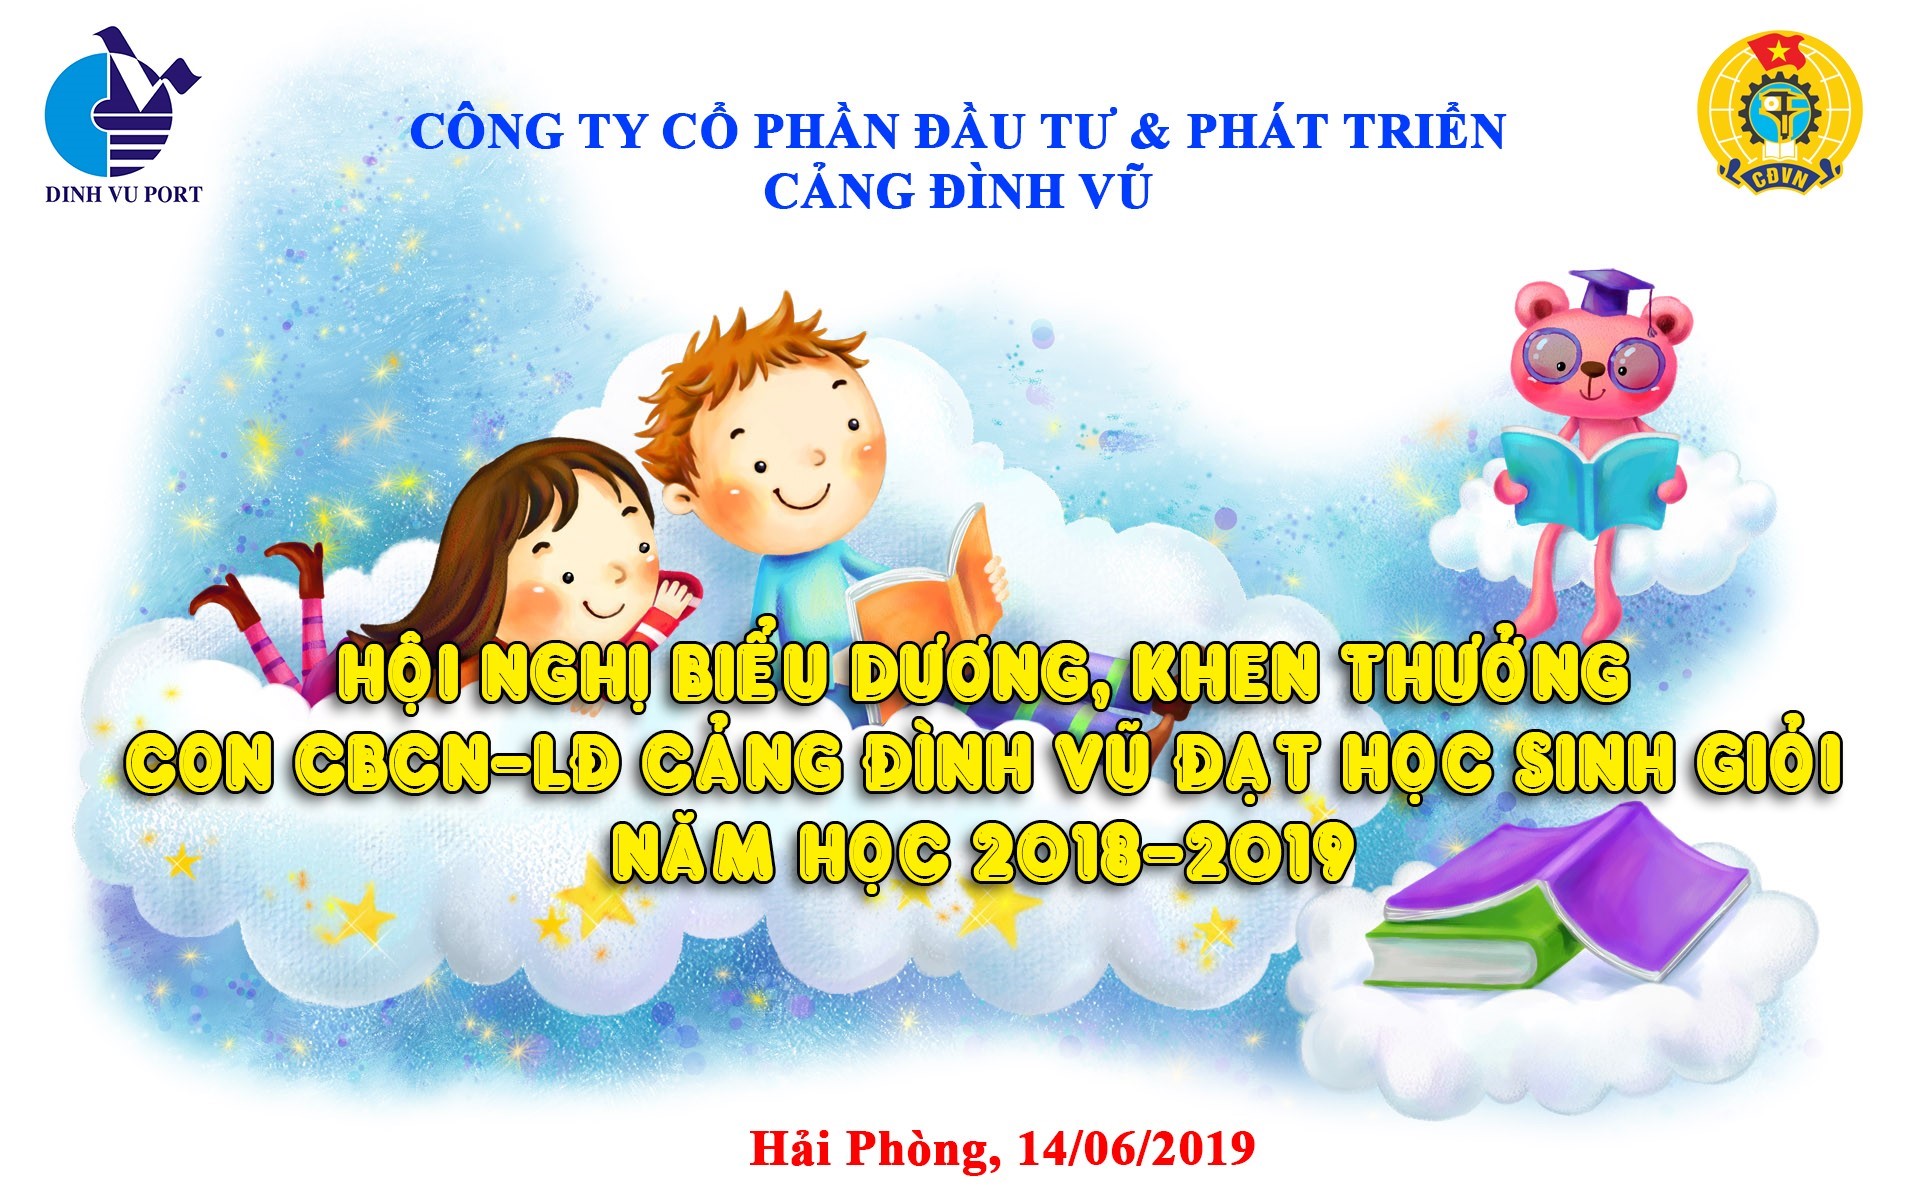 DINH VU PORT
CÔNG TY CỔ PHẦN ĐẦU TƯ & PHÁT TRIỂN
CẢNG ĐÌNH VŨ
CĐVN
HỘI NGHỊ BIỂU DƯƠNG, KHEN THƯỞNG
CON CBCN-LĐ CẢNG ĐÌNH VŨ ĐẠT HỌC SINH GIỎI
NĂM HỌC 2018-2019
Hải Phòng, 14/06/2019